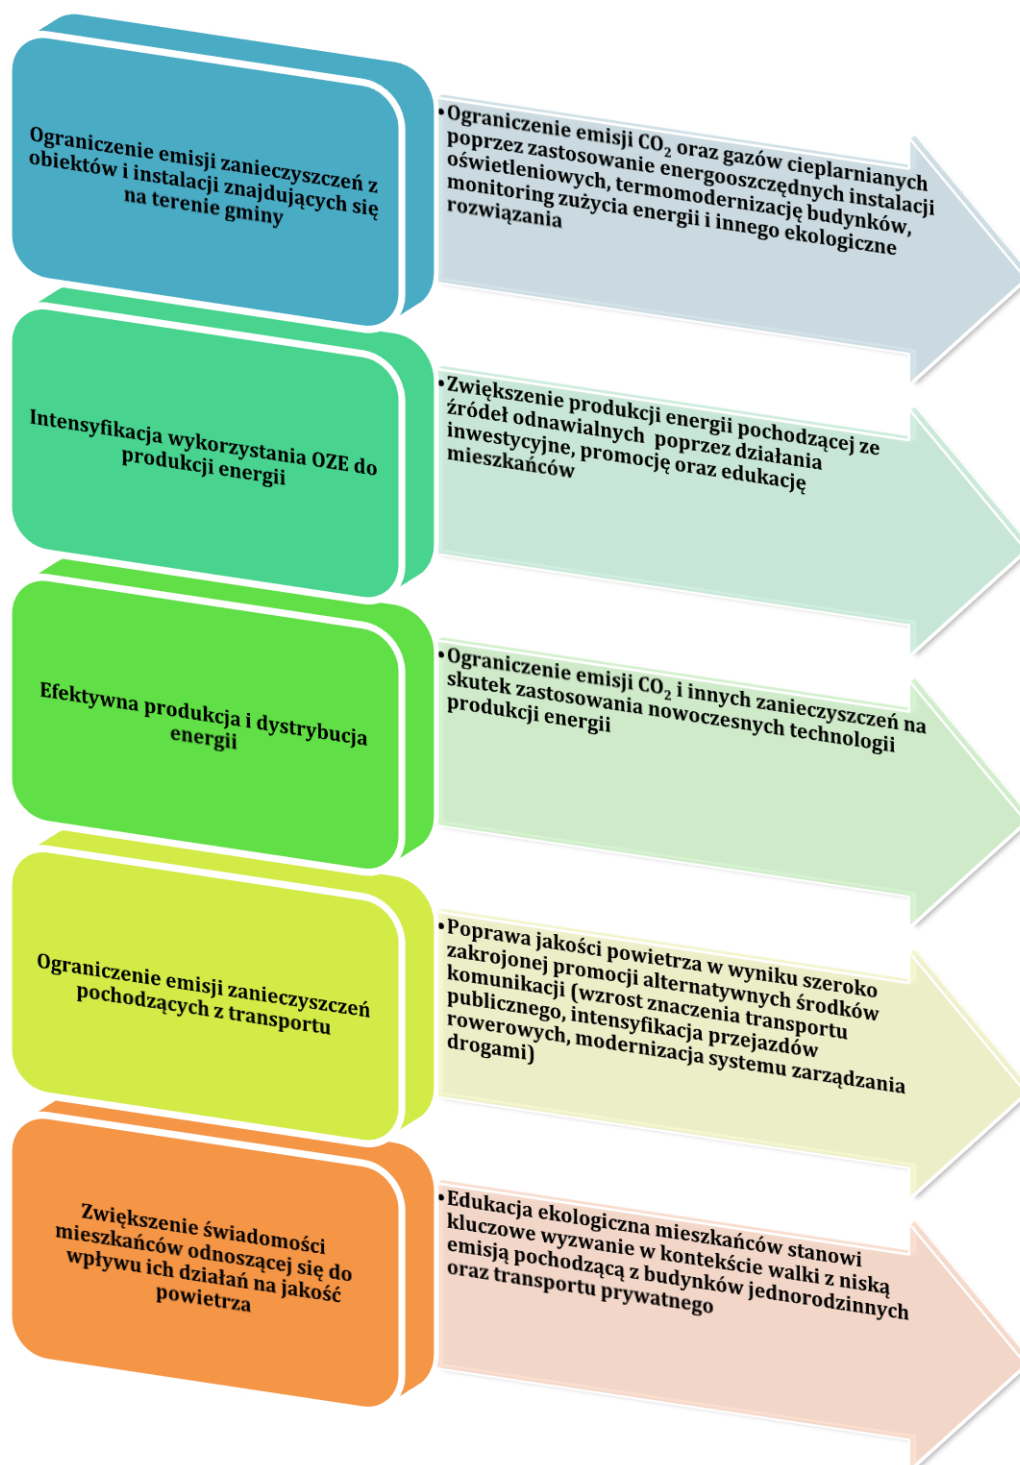 Ograniczenie emisji zanieczyszczeń z
obiektów i instalacji znajdujących się
na terenie gminy
•Ograniczenie emisji CO₂ oraz gazów cieplarnianych
poprzez zastosowanie energooszczędnych instalacji
oświetleniowych, termomodernizację budynków,
monitoring zużycia energii i innego ekologiczne
rozwiązania
Intensyfikacja wykorzystania OZE do
produkcji energii
•Zwiększenie produkcji energii pochodzącej ze
źródeł odnawialnych poprzez działania
inwestycyjne, promocję oraz edukację
mieszkańców
Efektywna produkcja i dystrybucja
energii
•Ograniczenie emisji CO₂ i innych zanieczyszczeń na
skutek zastosowania nowoczesnych technologii
produkcji energii
Ograniczenie emisji zanieczyszczeń
pochodzących z transportu
•Poprawa jakości powietrza w wyniku szeroko
zakrojonej promocji alternatywnych środków
komunikacji (wzrost znaczenia transportu
publicznego, intensyfikacja przejazdów
rowerowych, modernizacja systemu zarządzania
drogami)
Zwiększenie świadomości
mieszkańców odnoszącej się do
wpływu ich działań na jakość
powietrza
•Edukacja ekologiczna mieszkańców stanowi
kluczowe wyzwanie w kontekście walki z niską
emisją pochodzącą z budynków jednorodzinnych
oraz transportu prywatnego